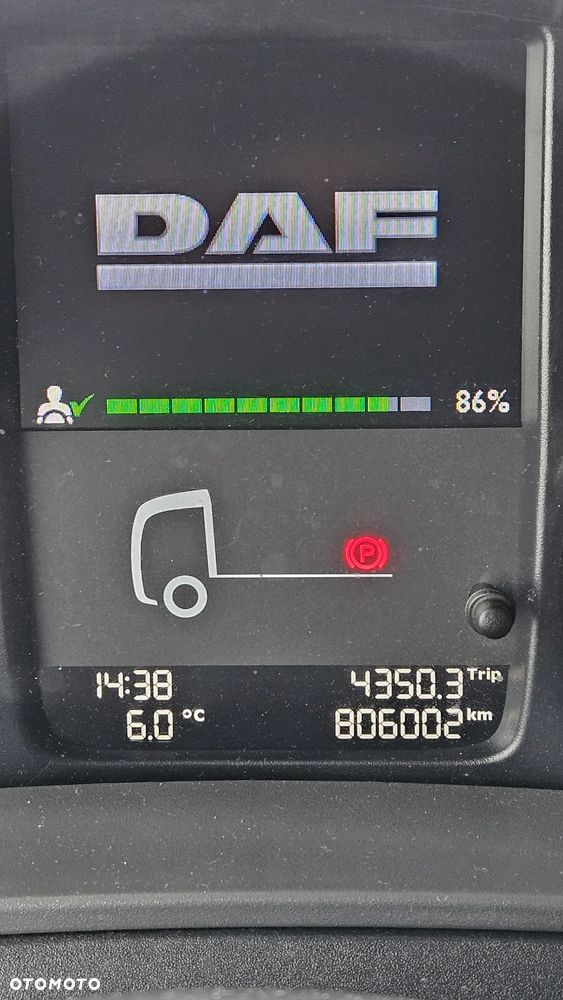 DAF
86%
P
14:38
4350.3 Trip
6.0 °C
806002 km
OTOMOTO